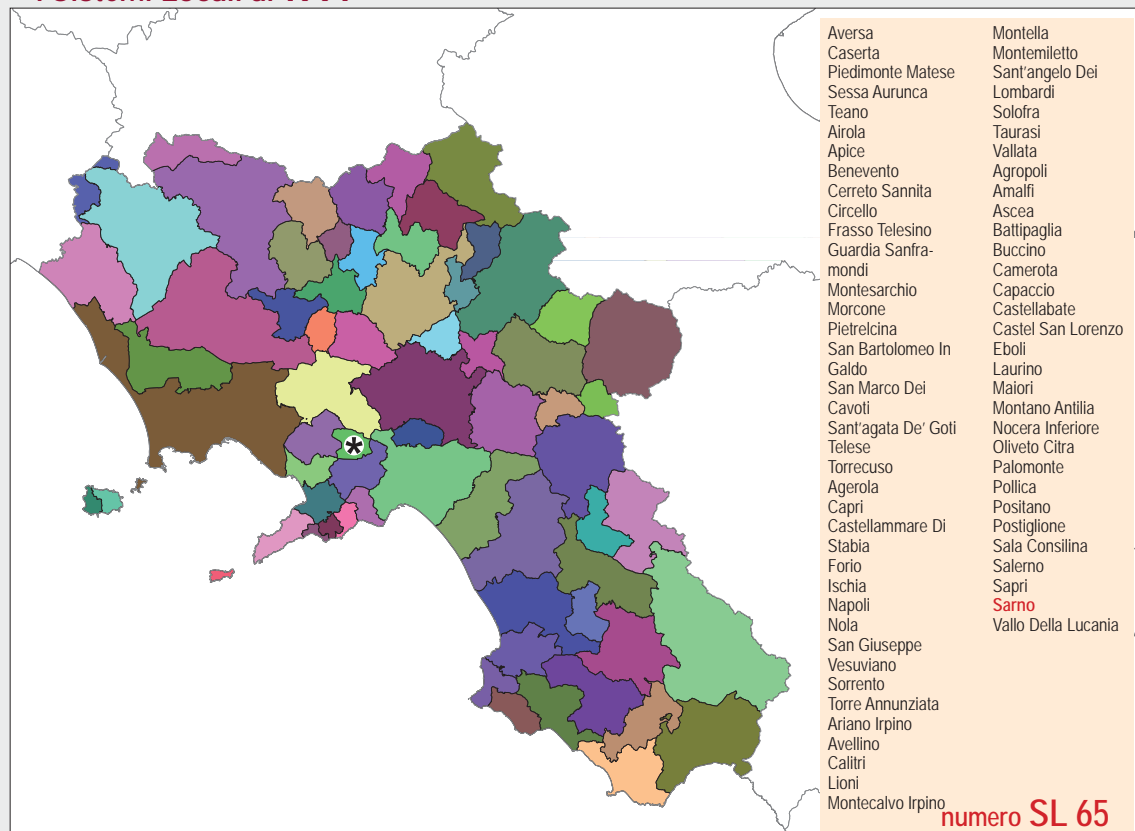 i Sistemi Locali di
Aversa
Caserta
Piedimonte Matese
Sessa Aurunca
Teano
Airola
Apice
Benevento
Cerreto Sannita
Circello
Frasso Telesino
Guardia Sanfra-
mondi
Montesarchio
Morcone
Pietrelcina
San Bartolomeo In
Galdo
San Marco Dei
Cavoti
Sant'agata De' Goti
Telese
Torrecuso
Agerola
Capri
Castellammare Di
Stabia
Forio
Ischia
Napoli
Nola
San Giuseppe
Vesuviano
Sorrento
Torre Annunziata
Ariano Irpino
Avellino
Calitri
Lioni
Montecalvo Irpino
Montella
Montemiletto
Sant'angelo Dei
Lombardi
Solofra
Taurasi
Vallata
Agropoli
Amalfi
Ascea
Battipaglia
Buccino
Camerota
Capaccio
Castellabate
Castel San Lorenzo
Eboli
Laurino
Maiori
Montano Antilia
Nocera Inferiore
Oliveto Citra
Palomonte
Pollica
Positano
Postiglione
Sala Consilina
Salerno
Sapri
Sarno
Vallo Della Lucania
numero SL 65
*